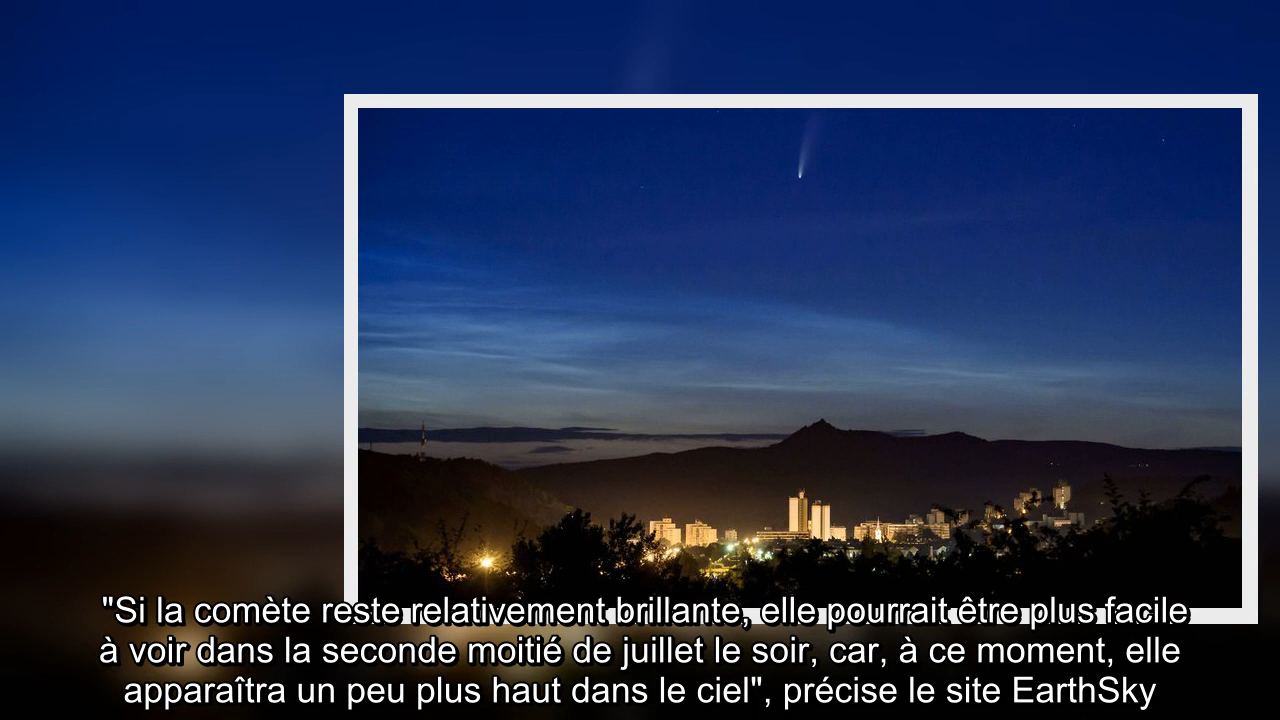 "Si la comète reste relativement brillante, elle pourrait être plus facile
à voir dans la seconde moitié de juillet le soir, car, à ce moment, elle
apparaîtra un peu plus haut dans le ciel", précise le site EarthSky